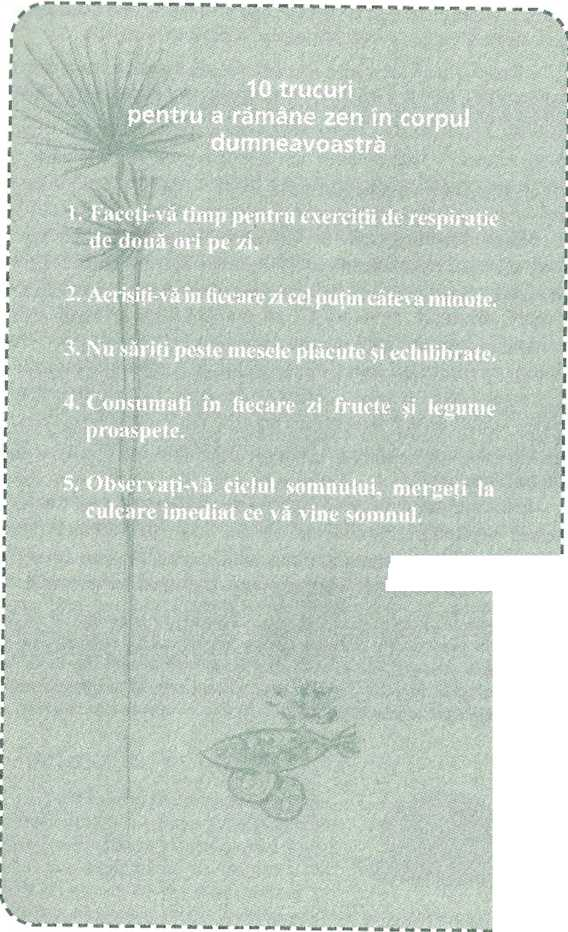 10 trucuri
pentru a rămâne zen în corpul
dumneavoastră
1. Faceți-vă timp pentru exerciții de respirație
de două ori pe zi.
2. Aerisiți-vă în fiecare zi cel puțin câteva minute.
3. Nu săriți peste mesele plăcute și echilibrate.
4. Consumați în fiecare zi fructe și legume
proaspete.
5. Observați-vă ciclul somnului, mergeți la
culcare imediat ce vă vine somnul.